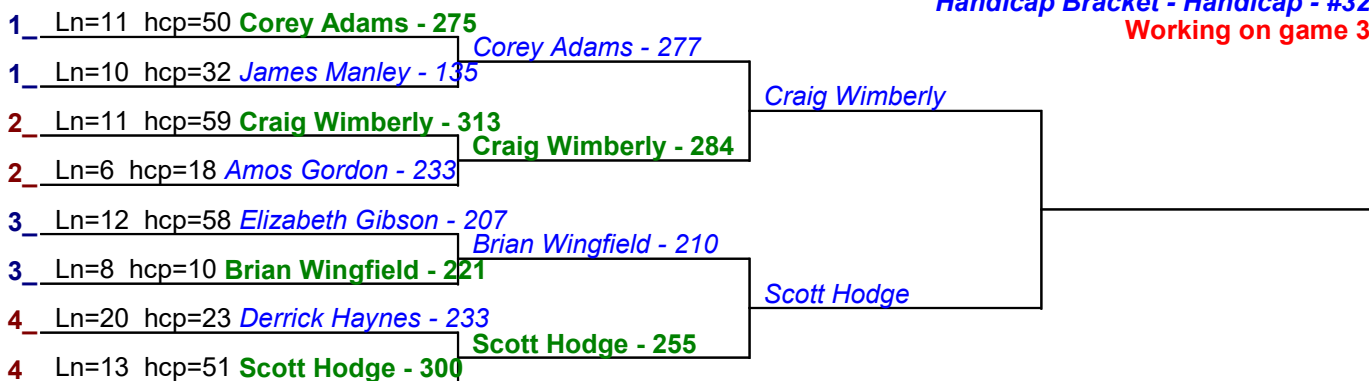 Handicap Bracket - Handicap - #32
Working on game 3
1_ Ln=11 hcp=50 Corey Adams - 275
Corey Adams - 277
1_ Ln=10 hcp=32 James Manley - 135
Craig Wimberly
2_ Ln=11 hcp=59 Craig Wimberly - 313
Craig Wimberly - 284
2_ Ln=6 hcp=18 Amos Gordon - 233
3_ Ln=12 hcp=58 Elizabeth Gibson - 207
Brian Wingfield - 210
3_ Ln=8 hcp=10 Brian Wingfield - 221
Scott Hodge
4_ Ln=20 hcp=23 Derrick Haynes - 233
Scott Hodge - 255
4 Ln=13 hcp=51 Scott Hodge - 300